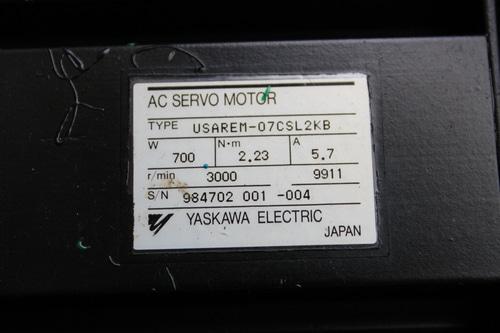 AC SERVO MOTOR
TYPE USAREM-07CSL2KB
W 700 N·m 2.23 A 5.7
r/min 3000 9911
S/N 984702 001 -004
YASKAWA ELECTRIC
JAPAN